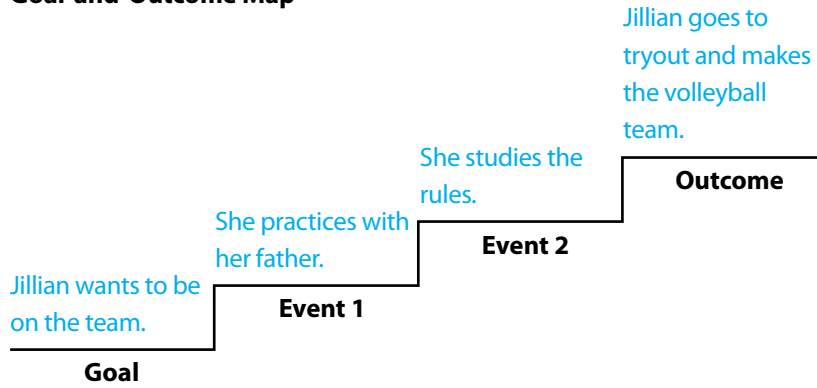 Goal and Outcome Map
Jillian wants to be
on the team.
Goal
She practices with
her father.
Event 1
She studies the
rules.
Event 2
Jillian goes to
tryout and makes
the volleyball
team.
Outcome